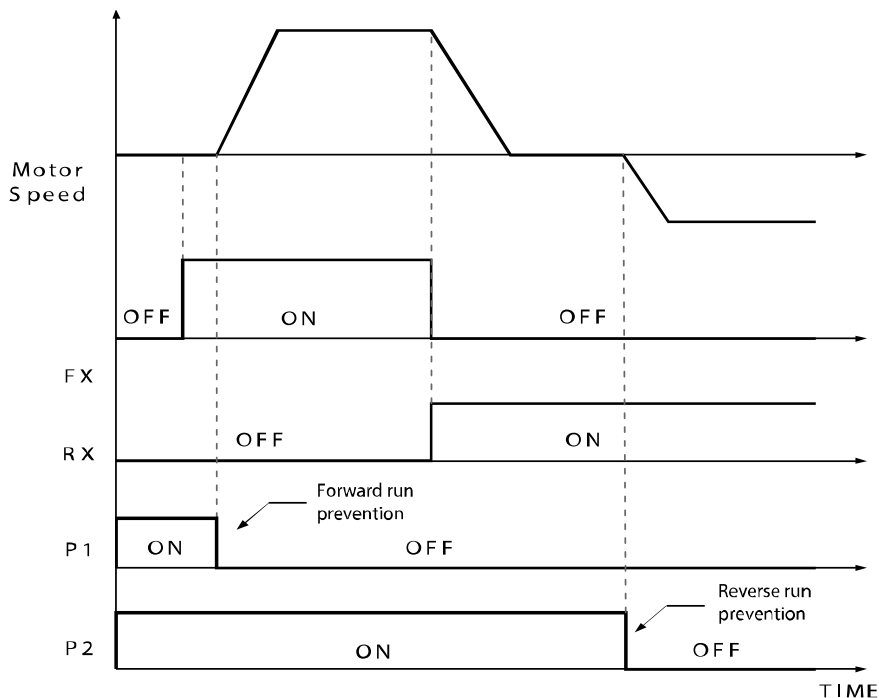 Motor
Speed
OFF
ON
OFF
FX
OFF
ON
RX
Forward run
prevention
P1
ON
OFF
Reverse run
prevention
P2
ON
OFF
TIME